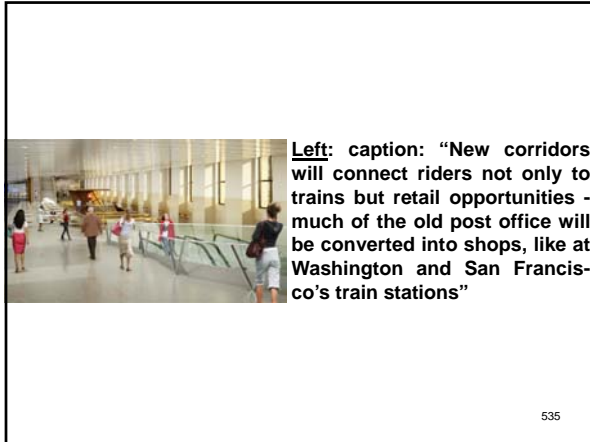 Left: caption: “New corridors
will connect riders not only to
trains but retail opportunities -
much of the old post office will
be converted into shops, like at
Washington and San Francis-
co’s train stations”
535